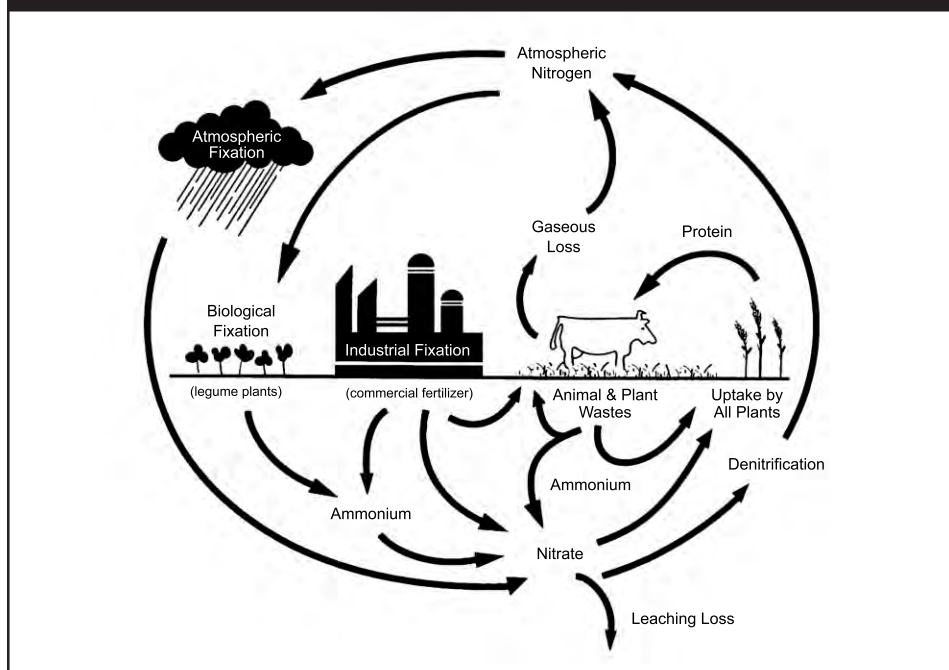 Atmospheric
Nitrogen
Atmospheric
Fixation
Gaseous
Loss
Protein
Biological
Fixation
Industrial Fixation
(legume plants)
(commercial fertilizer)
Animal & Plant
Wastes
Uptake by
All Plants
Denitrification
Ammonium
Ammonium
Nitrate
Leaching Loss